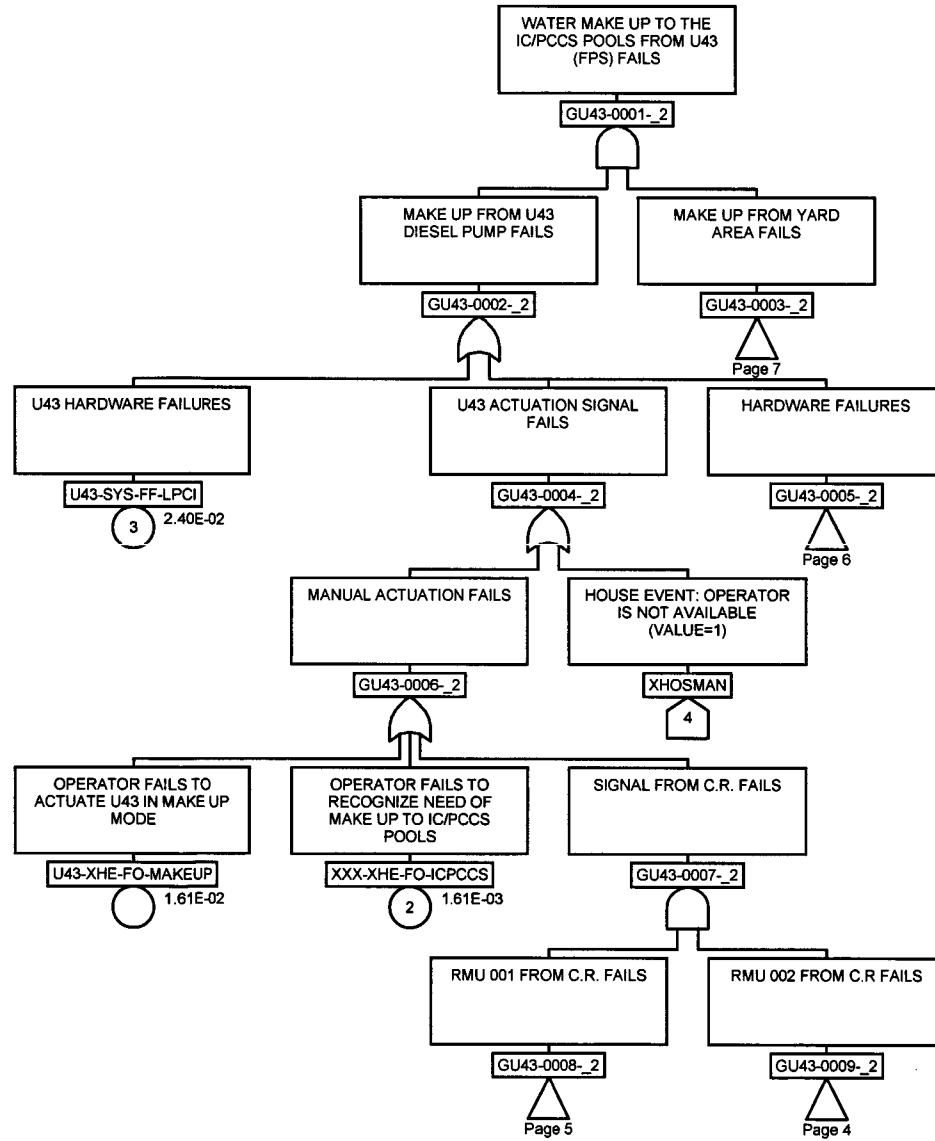 WATER MAKE UP TO THE
IC/PCCS POOLS FROM U43
(FPS) FAILS
GU43-0001-_2
MAKE UP FROM U43
DIESEL PUMP FAILS
GU43-0002-_2
MAKE UP FROM YARD
AREA FAILS
GU43-0003-_2
Page 7
U43 HARDWARE FAILURES
U43-SYS-FF-LPCI
3
2.40E-02
U43 ACTUATION SIGNAL
FAILS
GU43-0004-_2
HARDWARE FAILURES
GU43-0005-_2
Page 6
MANUAL ACTUATION FAILS
GU43-0006-_2
HOUSE EVENT: OPERATOR
IS NOT AVAILABLE
(VALUE=1)
XHOSMAN
4
OPERATOR FAILS TO
ACTUATE U43 IN MAKE UP
MODE
U43-XHE-FO-MAKEUP
1.61E-02
OPERATOR FAILS TO
RECOGNIZE NEED OF
MAKE UP TO IC/PCCS
POOLS
XXX-XHE-FO-ICPCCS
2
1.61E-03
SIGNAL FROM C.R. FAILS
GU43-0007-_2
RMU 001 FROM C.R. FAILS
GU43-0008-_2
Page 5
RMU 002 FROM C.R FAILS
GU43-0009-_2
Page 4